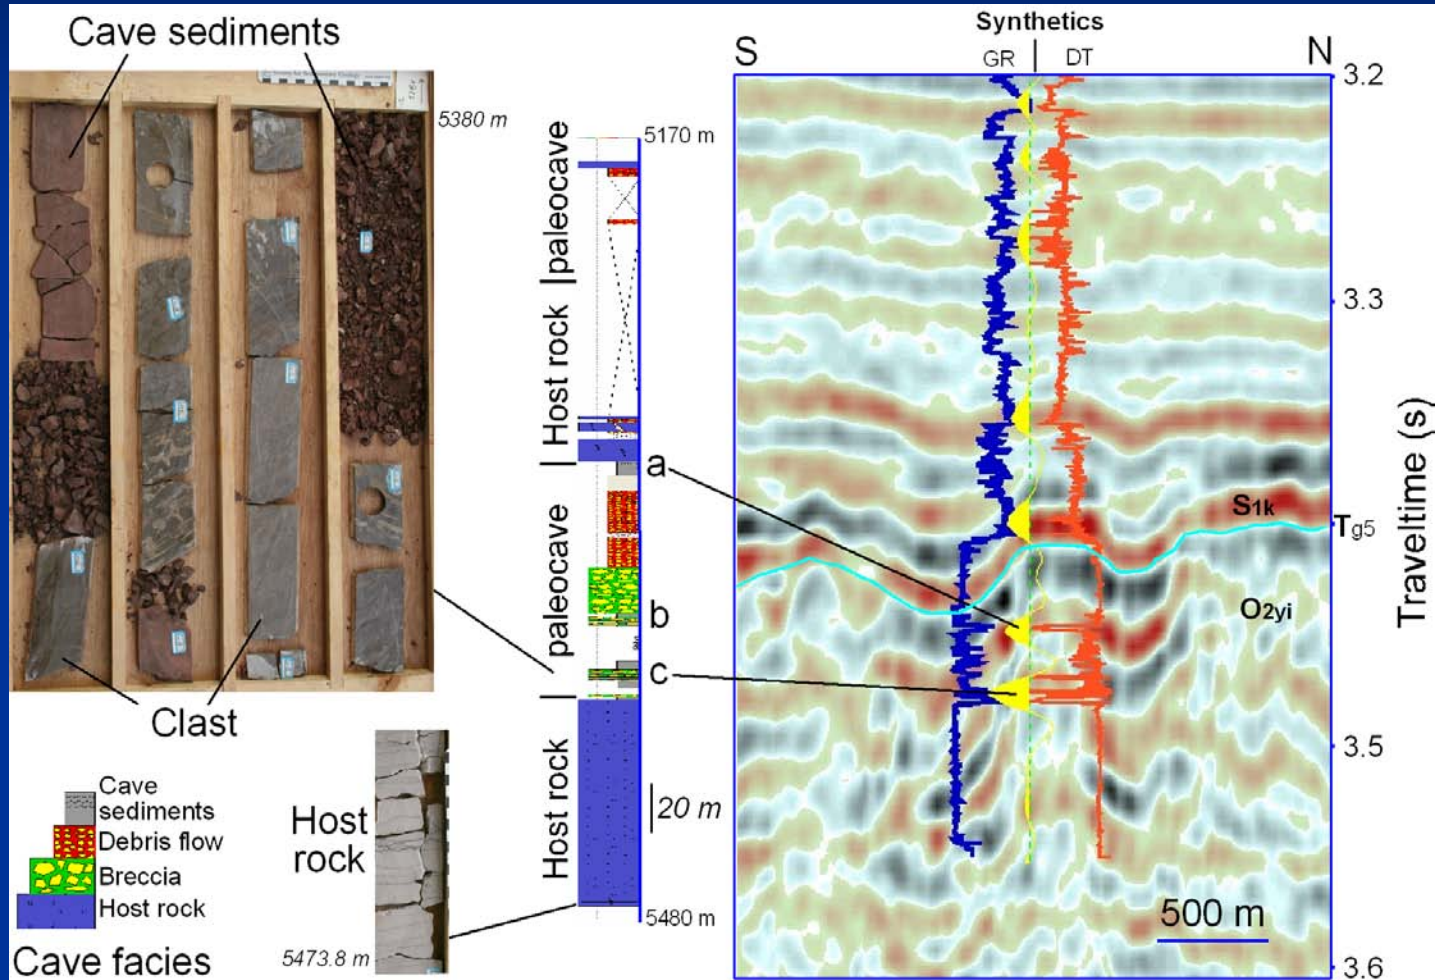 Cave sediments
5380 m
Clast
Cave
sediments
Debris flow
Breccia
Host rock
Cave facies
Host
rock
5473.8 m
5170 m
paleocave
Host rock
a
paleocave
b
c
Host rock
20 m
5480 m
Synthetics
S
GR
DT
N
3.2
3.3
S1k
Tg5
O2yi
Traveltime (s)
3.5
500 m
3.6